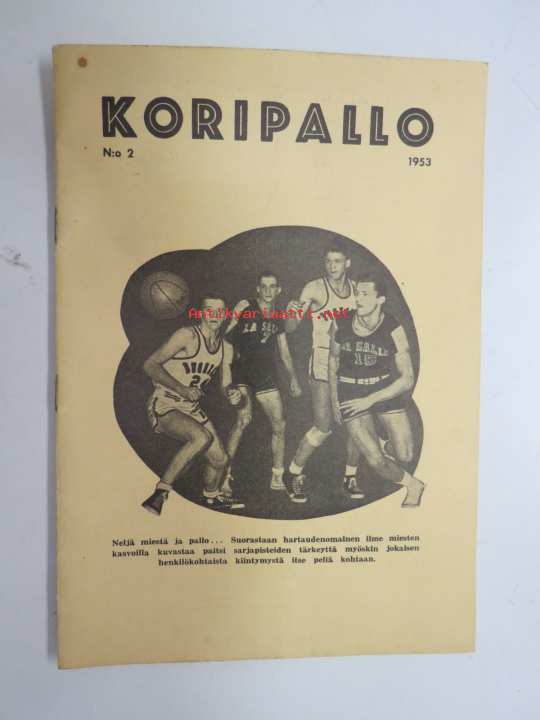 KORIPALLO
N:o 2
1953
Antikvariaatti.net
LA SALLE
15
Neljä miestä ja pallo... Suorastaan hartaudenomainen ilme miesten
kasvoilla kuvastaa paitsi sarjapisteiden tärkeyttä myöskin jokaisen
henkilökohtaista kiintymystä itse peliä kohtaan.